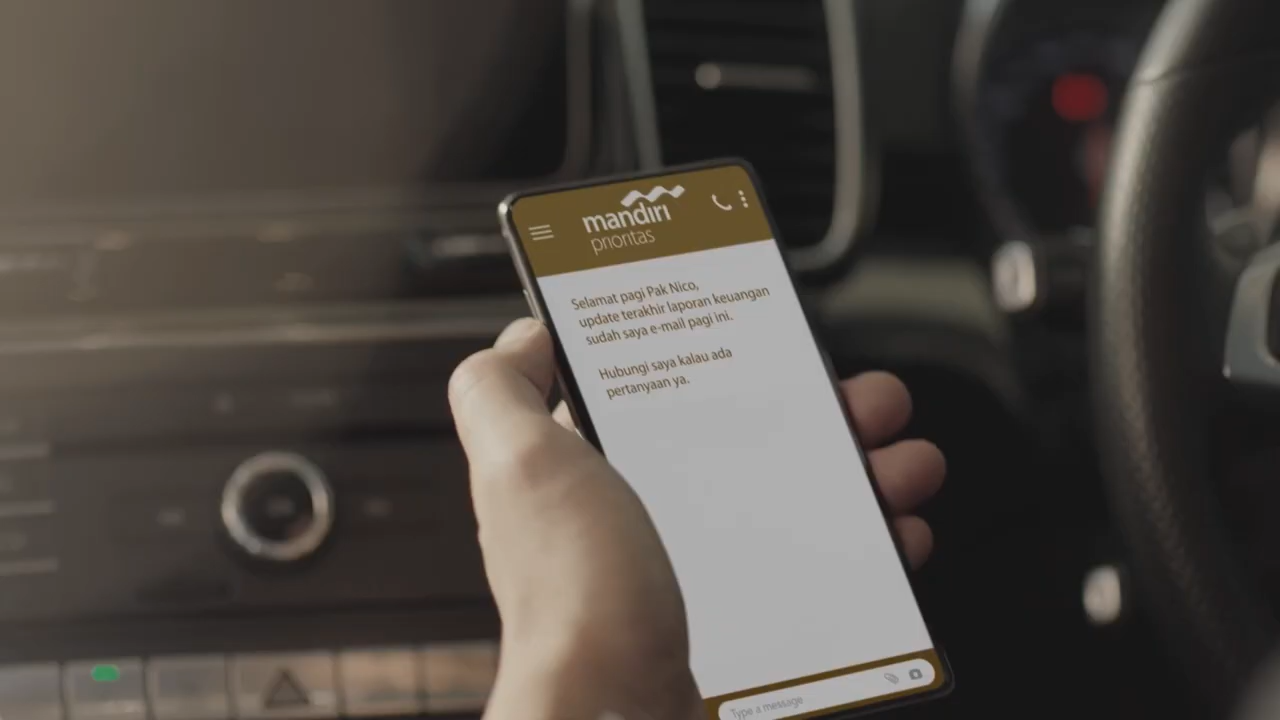 mandiri
prioritas
Selamat pagi Pak Nico,
update terakhir laporan keuangan
sudah saya e-mail pagi ini.
Hubungi saya kalau ada
pertanyaan ya.
Type a message